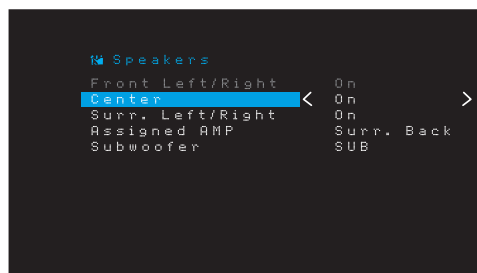 Speakers
Front Left/Right On
Center < On >
Surr. Left/Right On
Assigned AMP Surr. Back
Subwoofer SUB